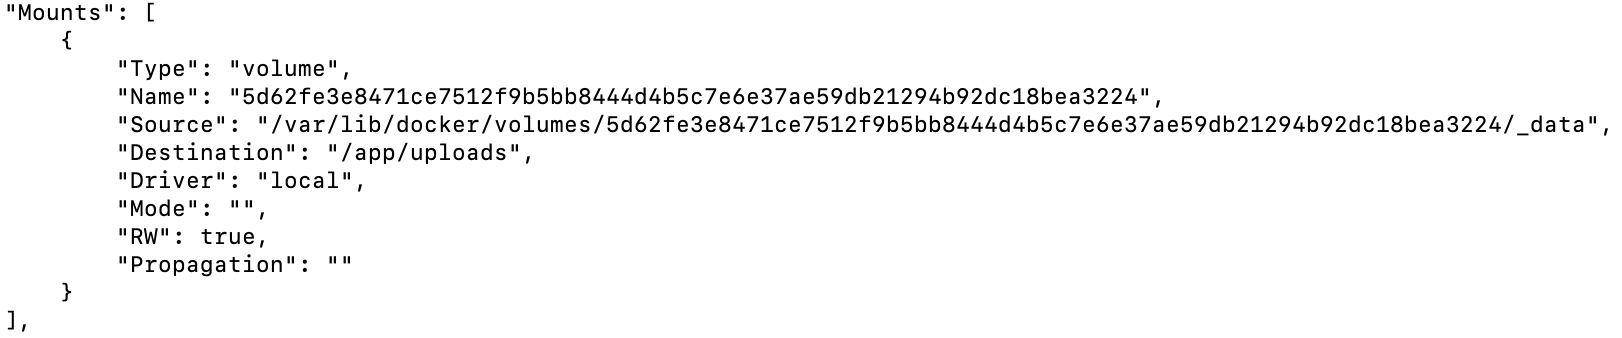 "Mounts": [
    {
        "Type": "volume",
        "Name": "5d62fe3e8471ce7512f9b5bb8444d4b5c7e6e37ae59db21294b92dc18bea3224",
        "Source": "/var/lib/docker/volumes/5d62fe3e8471ce7512f9b5bb8444d4b5c7e6e37ae59db21294b92dc18bea3224/_data",
        "Destination": "/app/uploads",
        "Driver": "local",
        "Mode": "",
        "RW": true,
        "Propagation": ""
    }
],